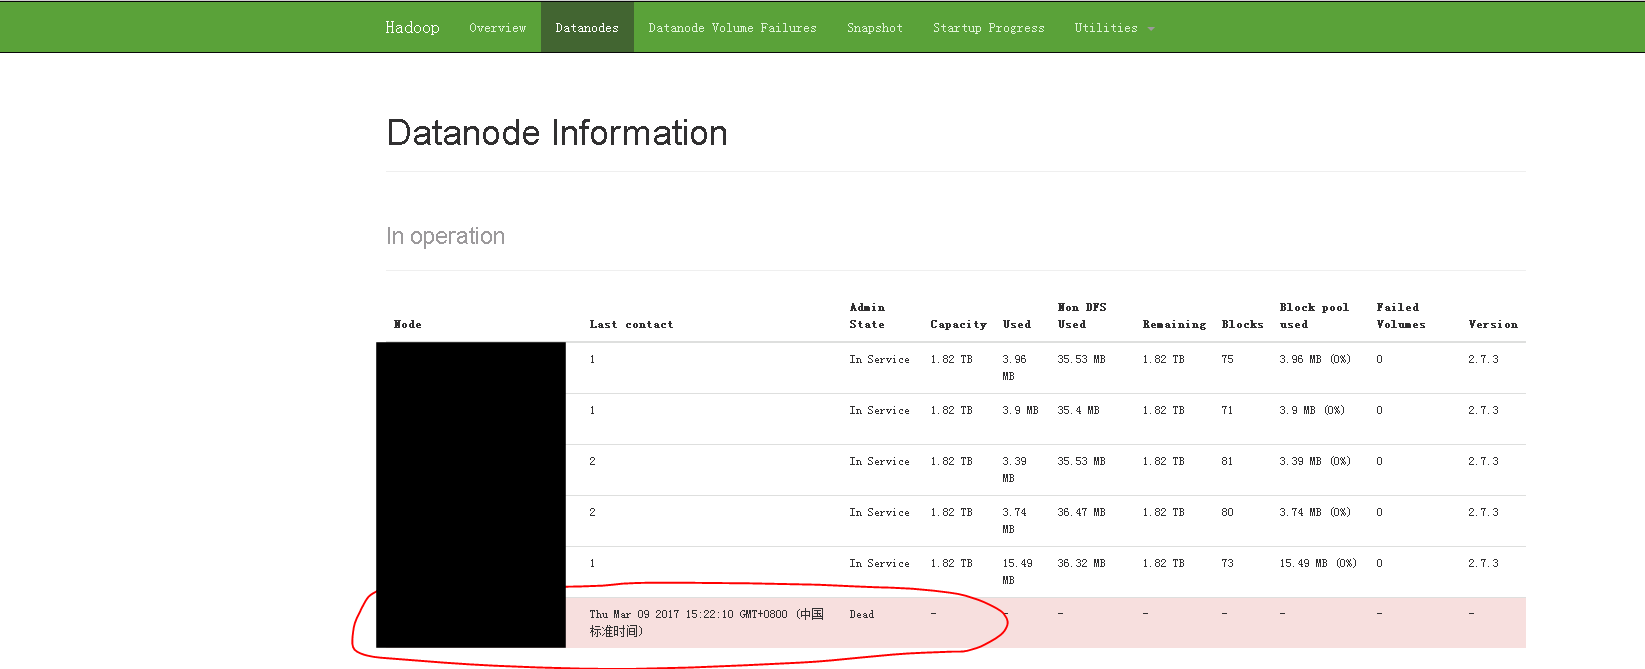 Hadoop Overview Datanodes Datanode Volume Failures Snapshot Startup Progress Utilities
Datanode Information
In operation
Node Last contact Admin State Capacity Used Non DFS Used Remaining Blocks Block pool used Failed Volumes Version
1 In Service 1.82 TB 3.96 MB 35.53 MB 1.82 TB 75 3.96 MB (0%) 0 2.7.3
1 In Service 1.82 TB 3.9 MB 35.4 MB 1.82 TB 71 3.9 MB (0%) 0 2.7.3
2 In Service 1.82 TB 3.39 MB 35.53 MB 1.82 TB 81 3.39 MB (0%) 0 2.7.3
2 In Service 1.82 TB 3.74 MB 36.47 MB 1.82 TB 80 3.74 MB (0%) 0 2.7.3
1 In Service 1.82 TB 15.49 MB 36.32 MB 1.82 TB 73 15.49 MB (0%) 0 2.7.3
Thu Mar 09 2017 15:22:10 GMT+0800 (中国标准时间) Dead - - - - - - - -